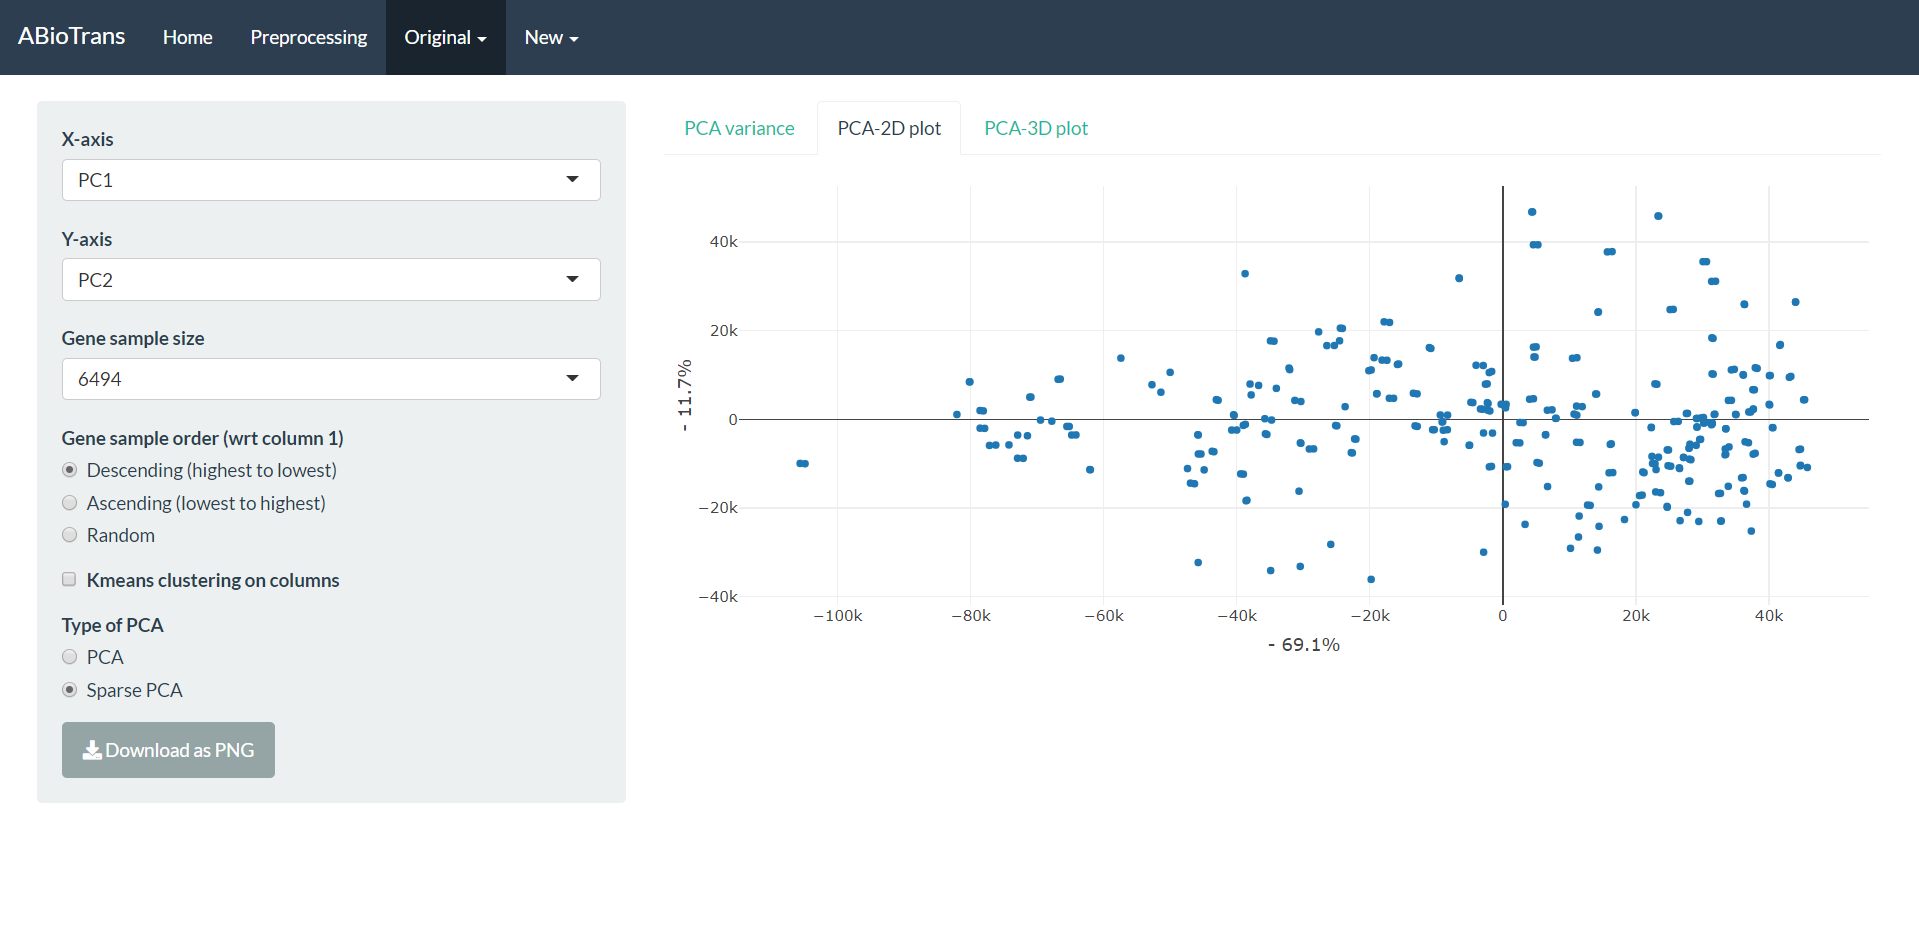 ABioTrans Home Preprocessing Original New
X-axis
PC1
Y-axis
PC2
Gene sample size
6494
Gene sample order (wrt column 1)
Descending (highest to lowest)
Ascending (lowest to highest)
Random
Kmeans clustering on columns
Type of PCA
PCA
Sparse PCA
Download as PNG
PCA variance PCA-2D plot PCA-3D plot
40k
20k
0
−20k
−40k
- 11.7%
−100k −80k −60k −40k −20k 0 20k 40k
- 69.1%